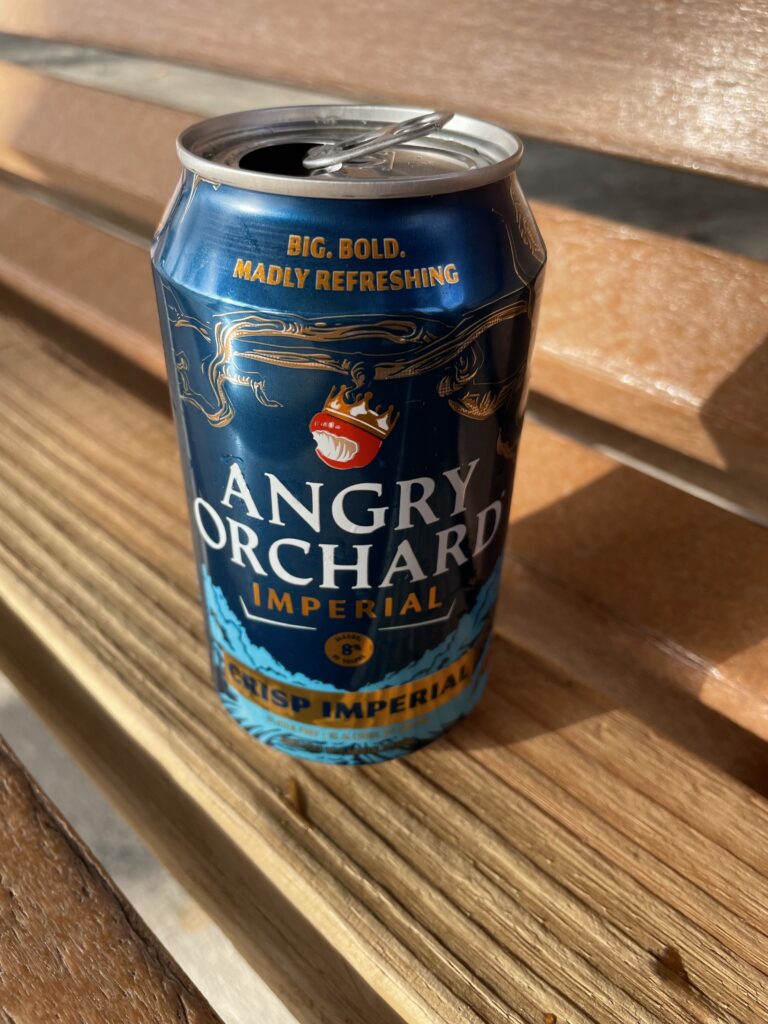 BIG. BOLD.
MADLY REFRESHING
ANGRY
ORCHARD
IMPERIAL
8%
CRISP IMPERIAL